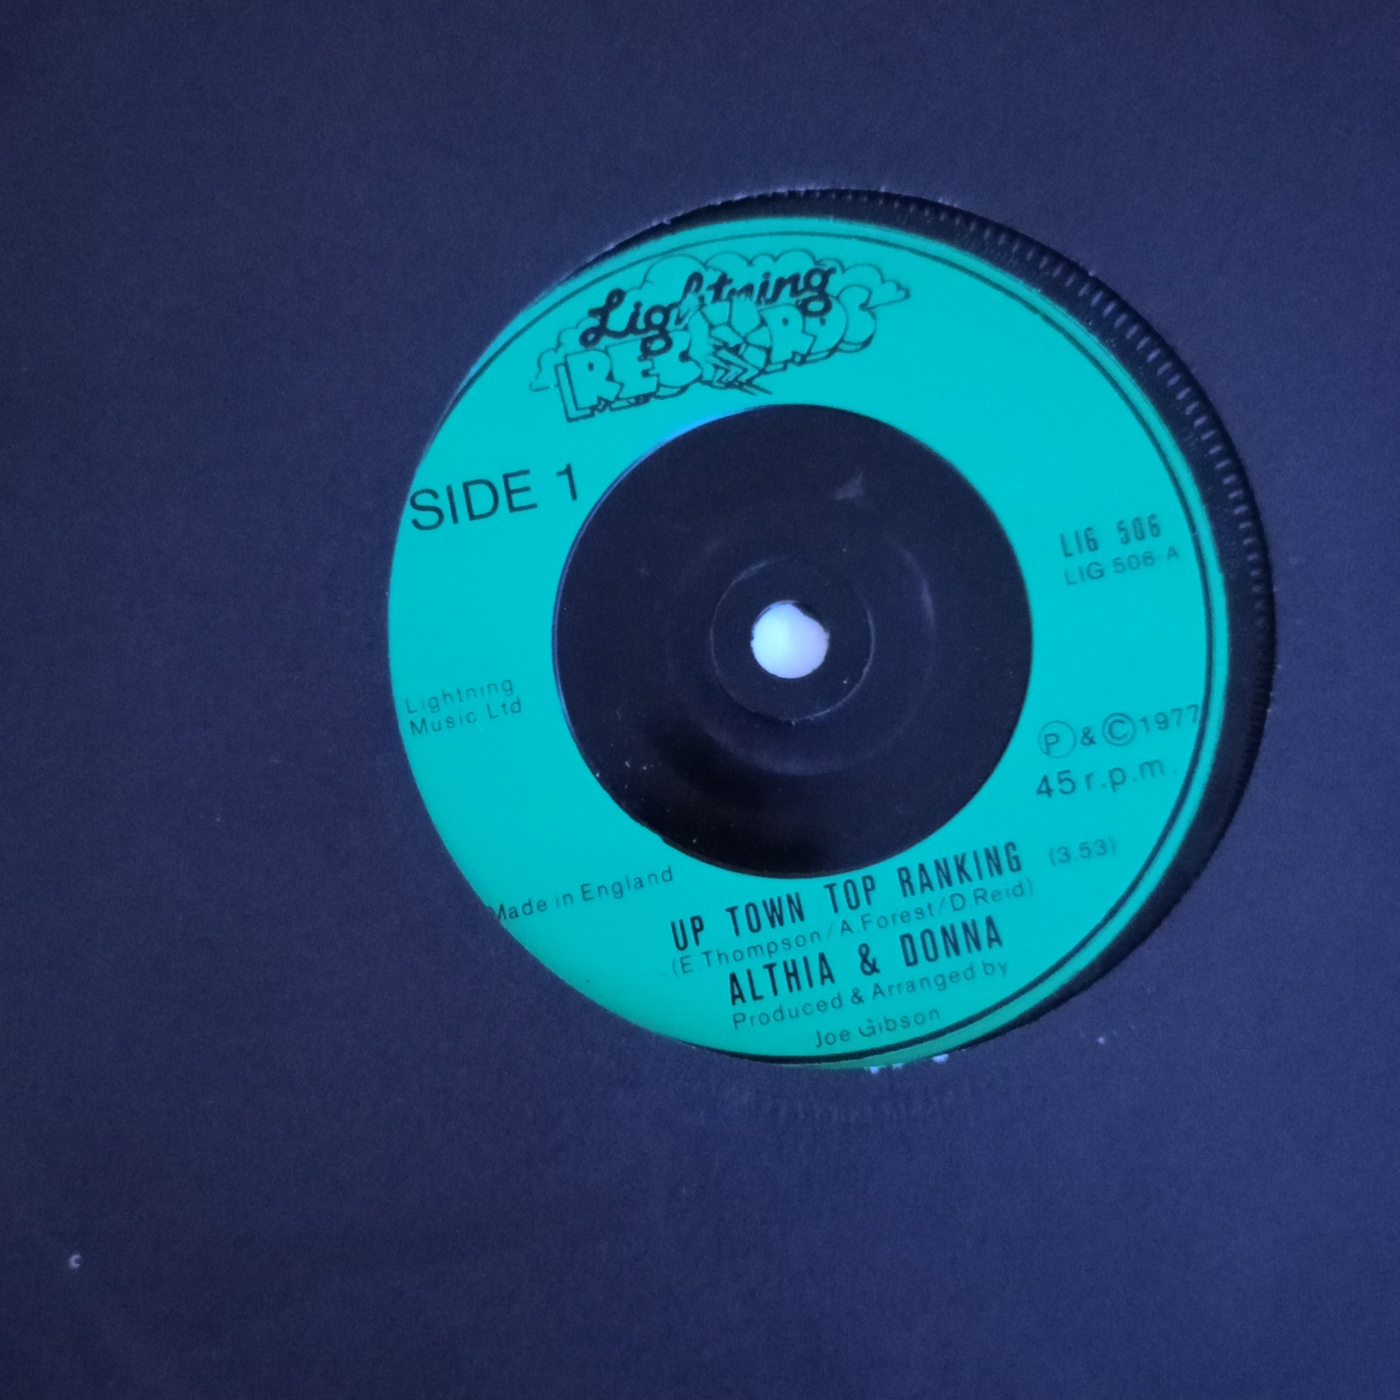 Lightning
RECORDS
SIDE 1
LIG 506
LIG 506-A
Lightning
Music Ltd
Ⓟ & © 1977
45 r.p.m.
Made in England
UP TOWN TOP RANKING (3.53)
(E.Thompson/A.Forest/D.Reid)
ALTHIA & DONNA
Produced & Arranged by
Joe Gibson